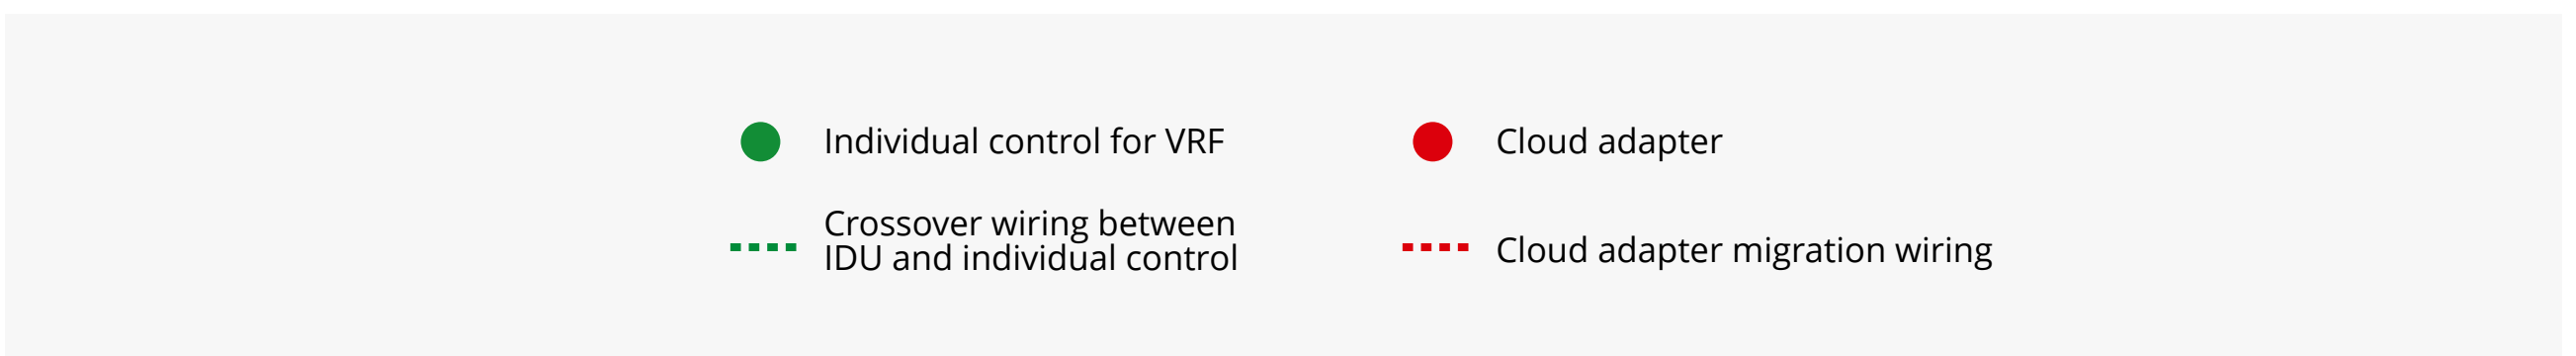 Individual control for VRF
Cloud adapter
Crossover wiring between
IDU and individual control
Cloud adapter migration wiring